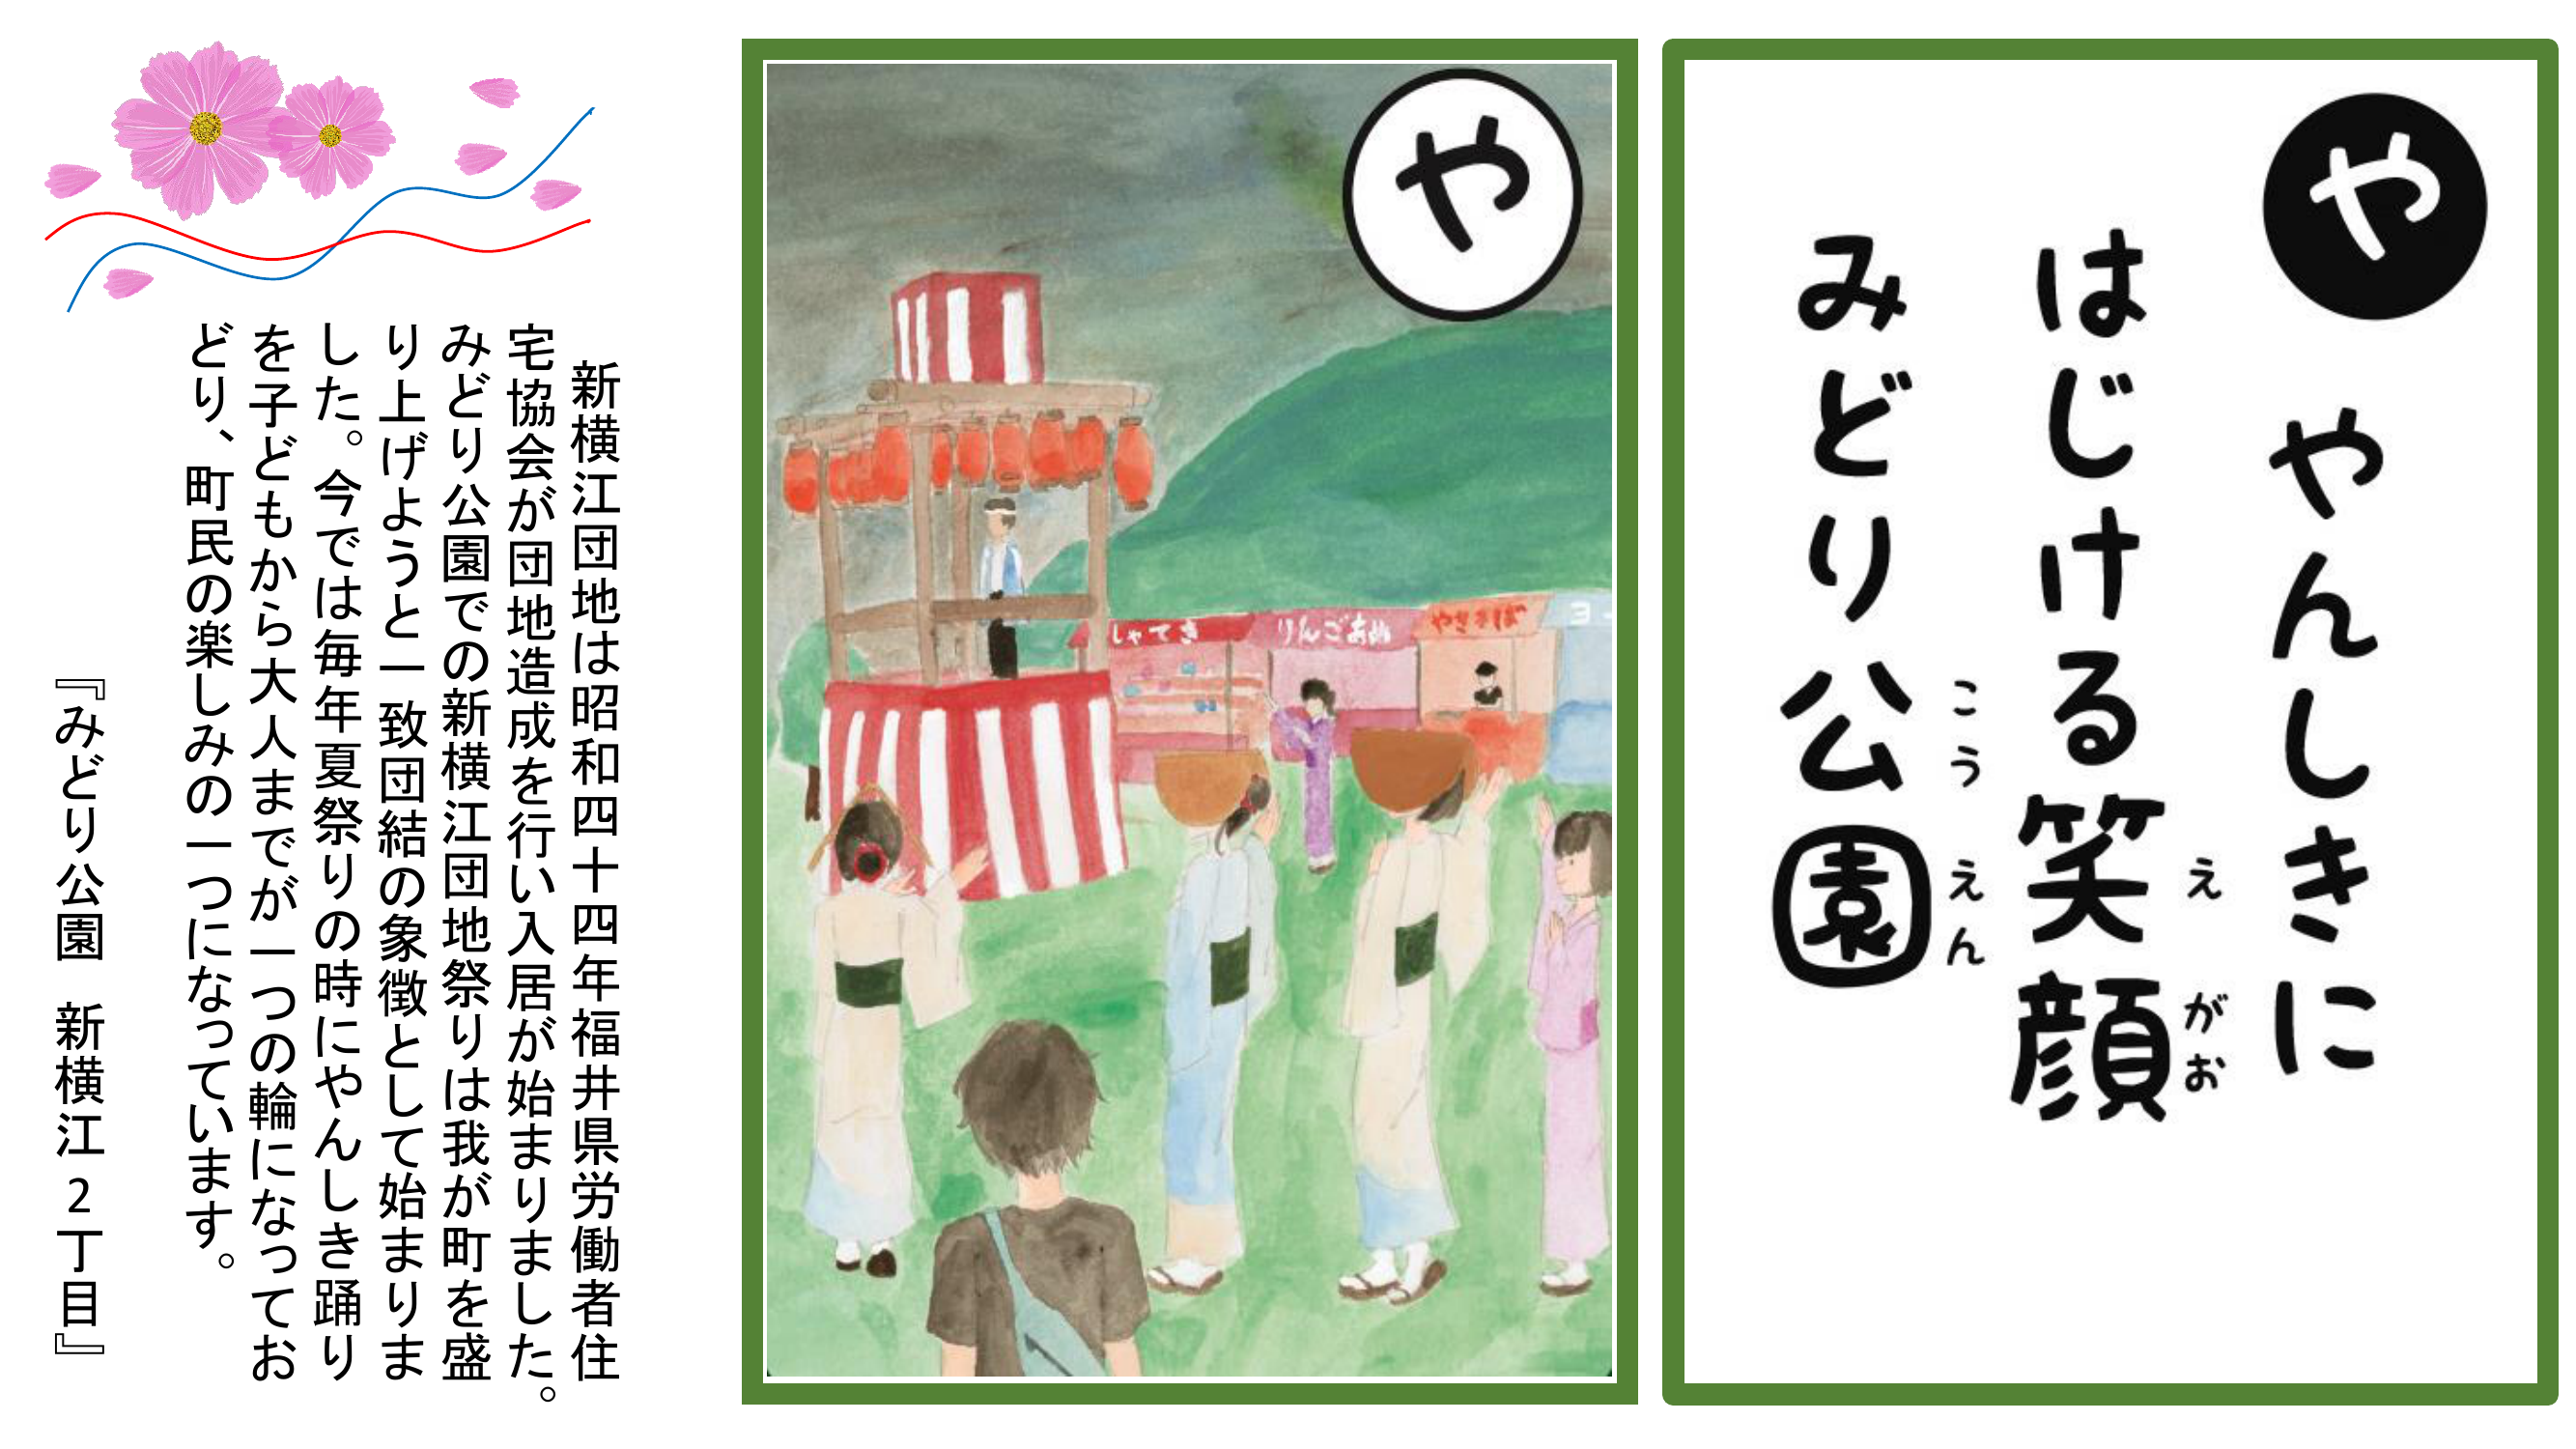 や
やんしきに
はじける笑顔
えがお
みどり公園
こうえん
や
しゃてき
りんごあめ
やきそば
ヨー
新横江団地は昭和四十四年福井県労働者住
宅協会が団地造成を行い入居が始まりました。
みどり公園での新横江団地祭りは我が町を盛
り上げようと一致団結の象徴として始まりま
した。今では毎年夏祭りの時にやんしき踊り
を子どもから大人までが一つの輪になってお
どり、町民の楽しみの一つになっています。
『みどり公園 新横江2丁目』